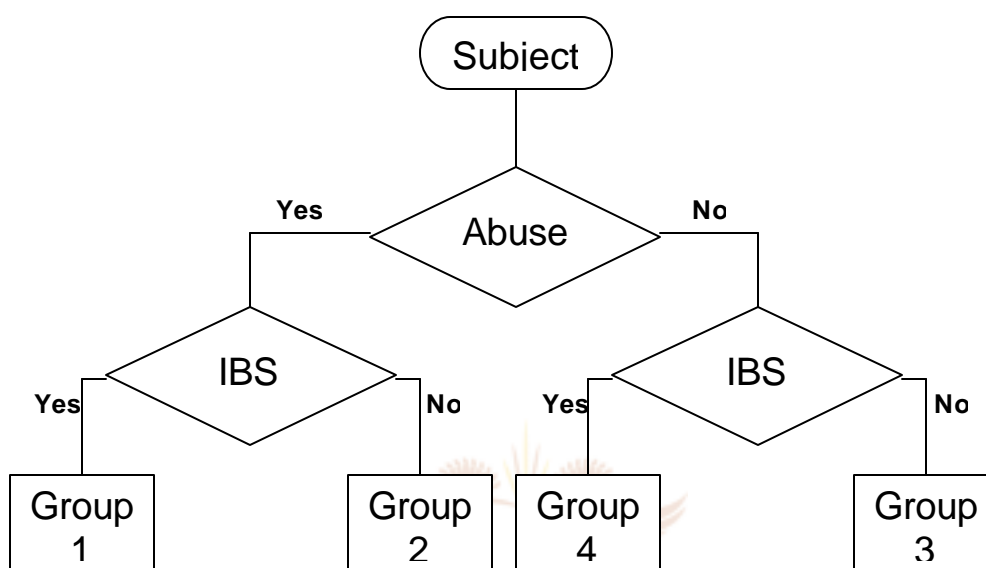 Subject
Yes
No
Abuse
IBS
IBS
Yes
No
Yes
No
Group
1
Group
2
Group
4
Group
3